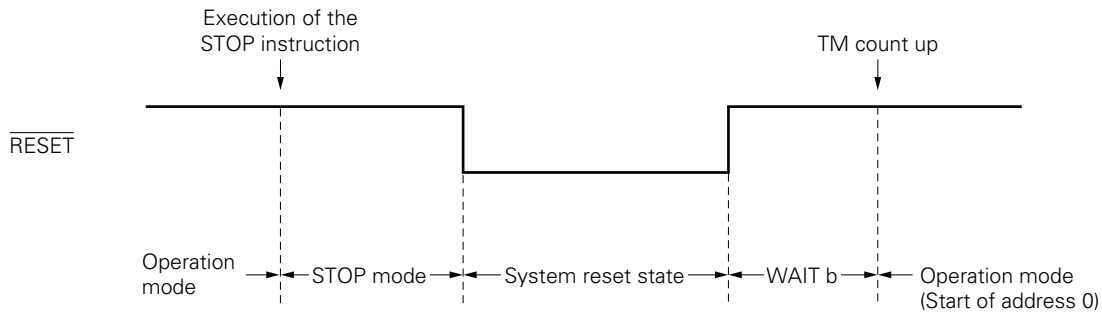 Execution of the
STOP instruction
TM count up
RESET
Operation
mode
STOP mode
System reset state
WAIT b
Operation mode
(Start of address 0)